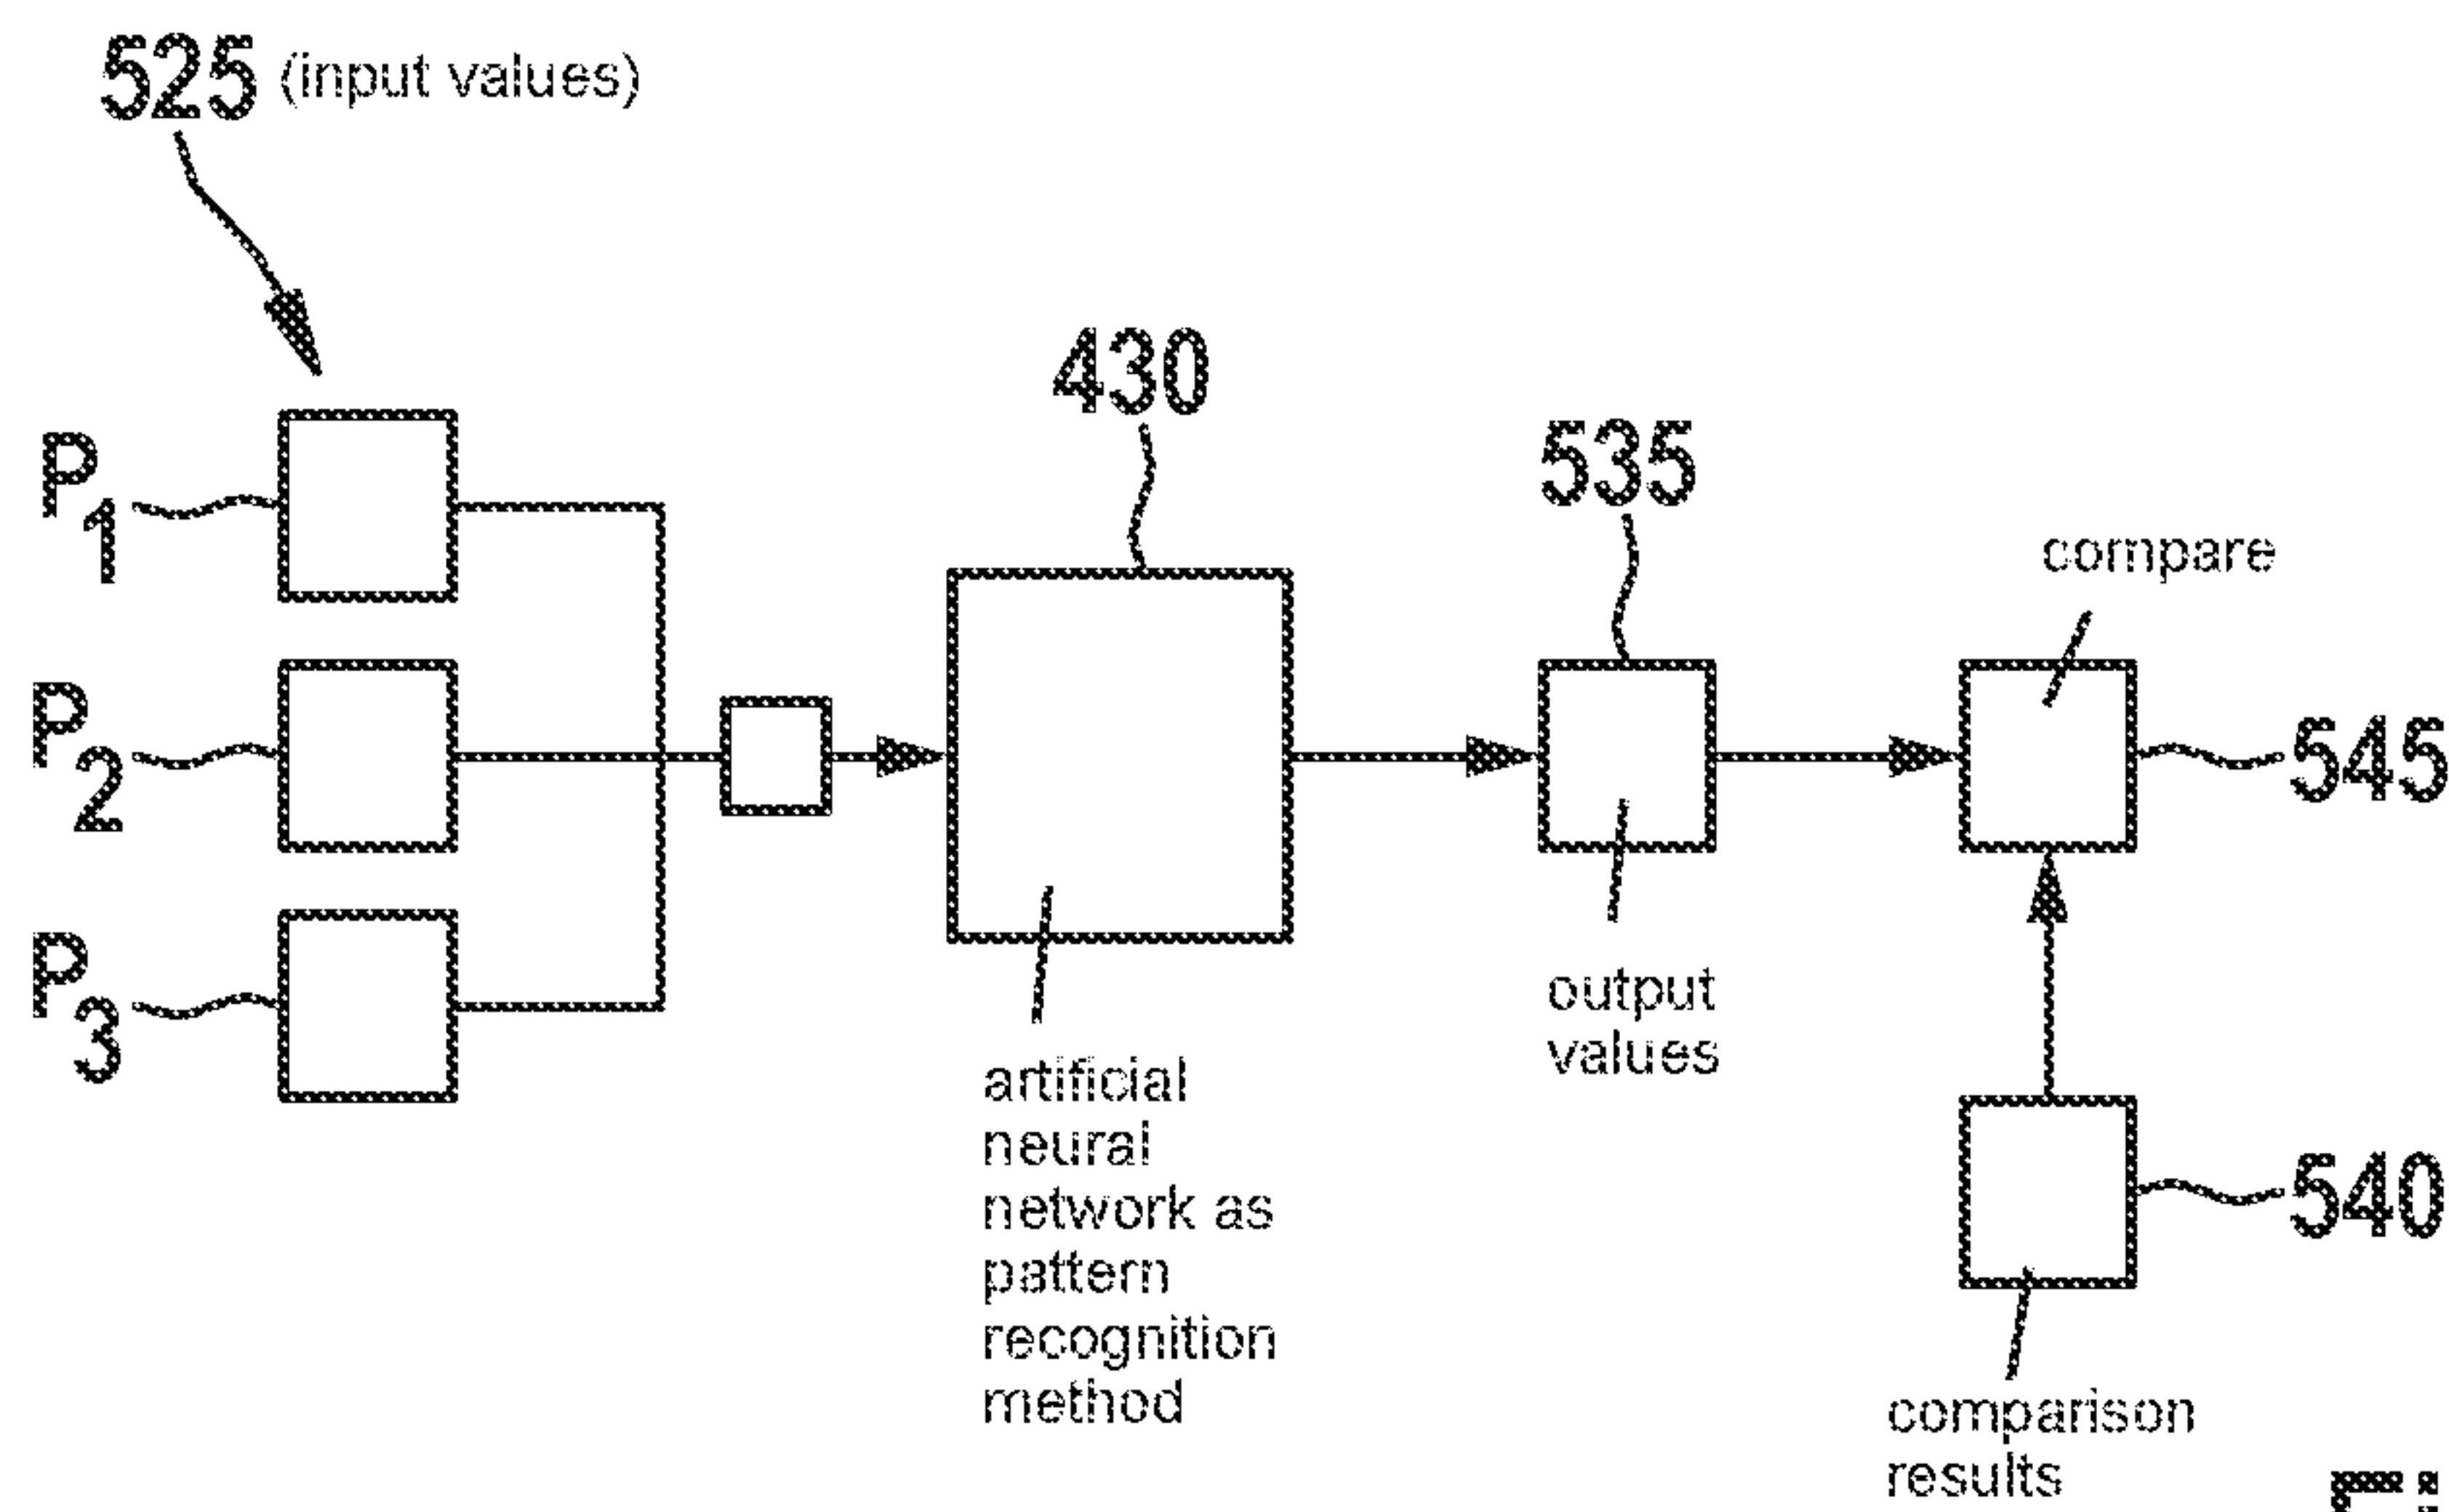 525 (input values)
430
535
P1
compare
P2
545
P3
output
values
artificial
neural
network as
pattern
recognition
method
540
comparison
results